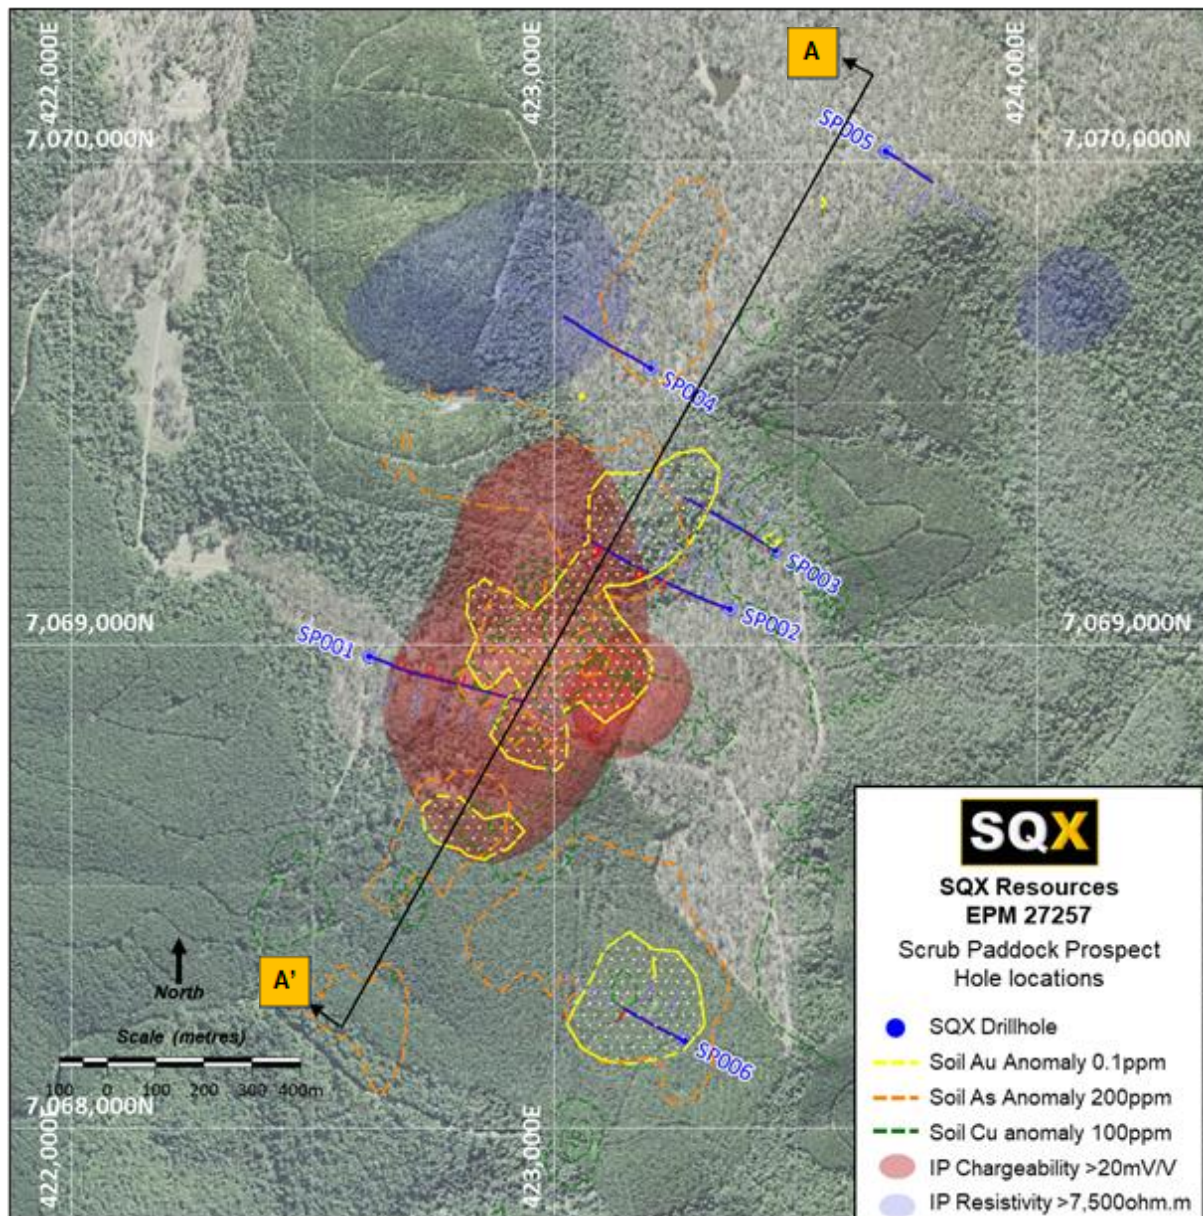 422,000E
423,000E
424,000E
A
SP005
7,070,000N
7,070,000N
SP004
SP003
SP002
7,069,000N
7,069,000N
SP001
A'
North
Scale (metres)
100 0 100 200 300 400m
SP006
7,068,000N
422,000E
423,000E
SQX
SQX Resources
EPM 27257
Scrub Paddock Prospect
Hole locations
SQX Drillhole
Soil Au Anomaly 0.1ppm
Soil As Anomaly 200ppm
Soil Cu anomaly 100ppm
IP Chargeability >20mV/V
IP Resistivity >7,500ohm.m